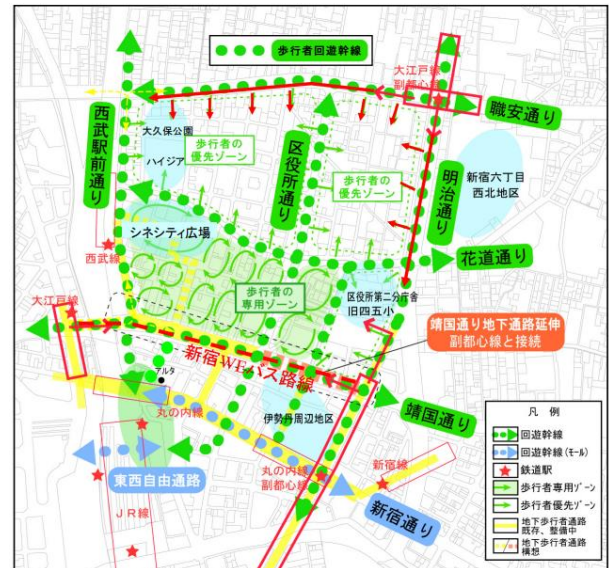 歩行者回遊幹線
大江戸線
副都心線
職安通り
西武駅前通り
大久保公園
ハイジア
歩行者の
優先ゾーン
区役所通り
歩行者の
優先ゾーン
明治通り
新宿六丁目
西北地区
シネシティ広場
花道通り
西武線
歩行者の
専用ゾーン
区役所第二分庁舎
旧四五小
大江戸線
靖国通り地下通路延伸
副都心線と接続
新宿WEバス路線
アルタ
丸の内線
伊勢丹周辺地区
靖国通り
東西自由通路
丸の内線
副都心線
新宿線
新宿通り
JR線
凡 例
回遊幹線
回遊幹線(モール)
鉄道駅
歩行者専用ゾーン
歩行者優先ゾーン
地下歩行者通路
既存、整備中
地下歩行者通路
構想